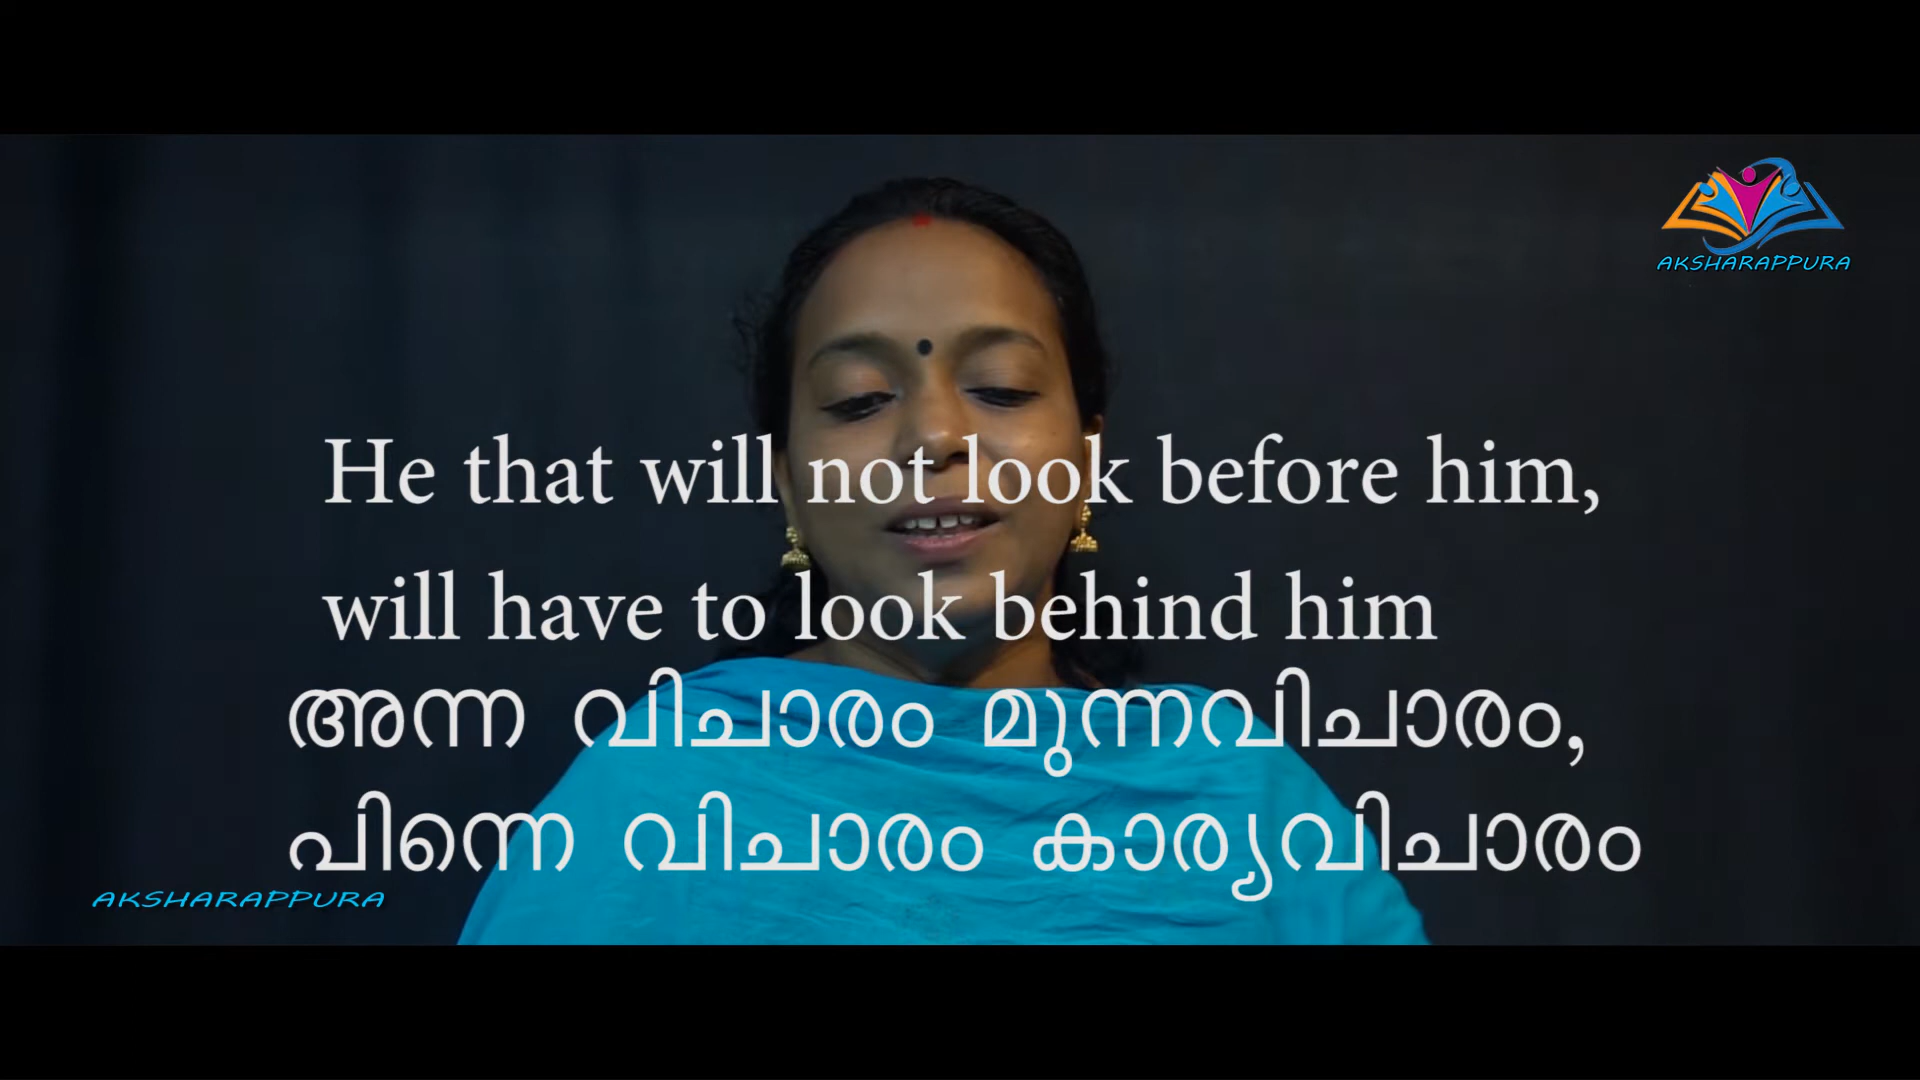 AKSHARAPPURA
He that will not look before him,
will have to look behind him
അന്ന വിചാരം മുന്നവിചാരം,
പിന്നെ വിചാരം കാര്യവിചാരം
AKSHARAPPURA